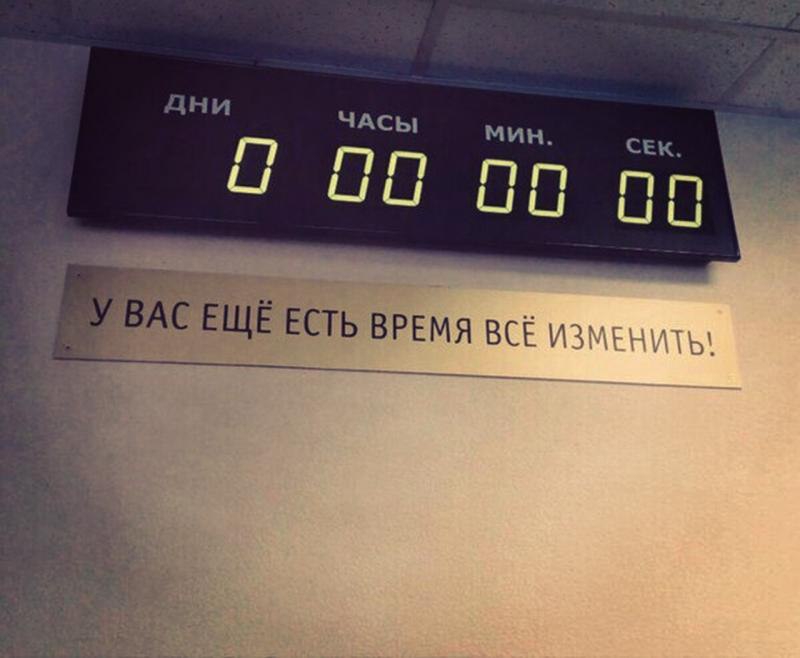 ДНИ ЧАСЫ МИН. СЕК.
0 00 00 00
У ВАС ЕЩЁ ЕСТЬ ВРЕМЯ ВСЁ ИЗМЕНИТЬ!